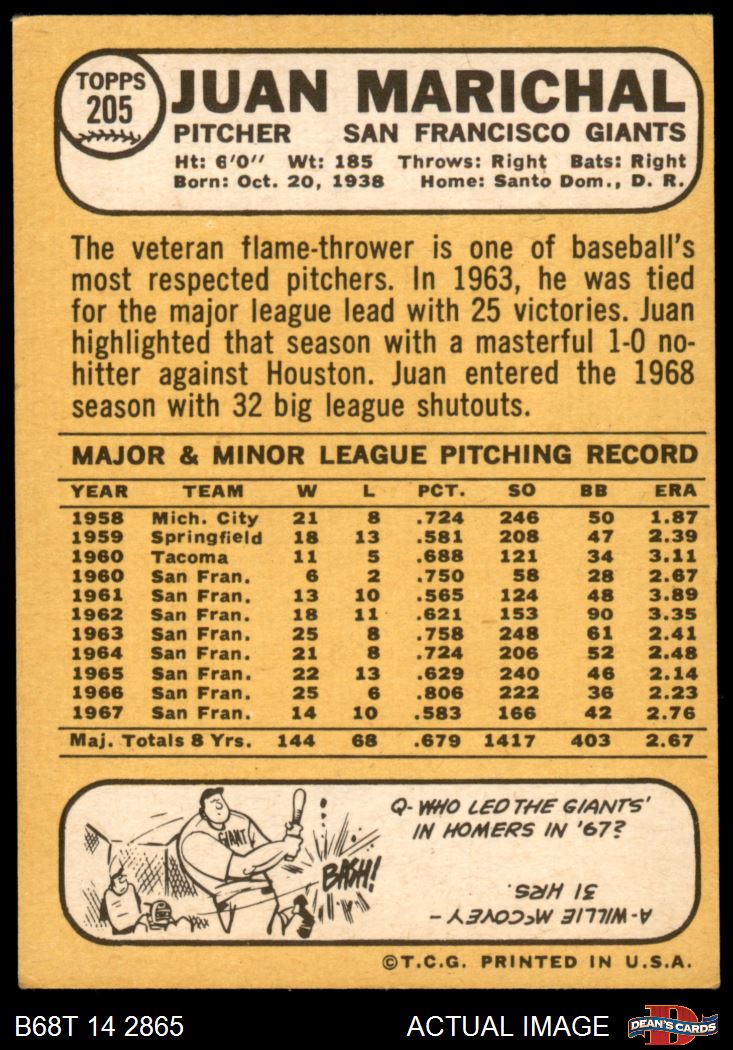 TOPPS
205
JUAN MARICHAL
PITCHER SAN FRANCISCO GIANTS
Ht: 6'0" Wt: 185 Throws: Right Bats: Right
Born: Oct. 20, 1938 Home: Santo Dom., D. R.
The veteran flame-thrower is one of baseball's
most respected pitchers. In 1963, he was tied
for the major league lead with 25 victories. Juan
highlighted that season with a masterful 1-0 no-
hitter against Houston. Juan entered the 1968
season with 32 big league shutouts.
MAJOR & MINOR LEAGUE PITCHING RECORD
YEAR TEAM W L PCT. SO BB ERA
1958 Mich. City 21 8 .724 246 50 1.87
1959 Springfield 18 13 .581 208 47 2.39
1960 Tacoma 11 5 .688 121 34 3.11
1960 San Fran. 6 2 .750 58 28 2.67
1961 San Fran. 13 10 .565 124 48 3.89
1962 San Fran. 18 11 .621 153 90 3.35
1963 San Fran. 25 8 .758 248 61 2.41
1964 San Fran. 21 8 .724 206 52 2.48
1965 San Fran. 22 13 .629 240 46 2.14
1966 San Fran. 25 6 .806 222 36 2.23
1967 San Fran. 14 10 .583 166 42 2.76
Maj. Totals 8 Yrs. 144 68 .679 1417 403 2.67
GIANT
BASH!
Q- WHO LED THE GIANTS'
IN HOMERS IN '67?
A-WILLIE McCOVEY -
31 HRS.
©T.C.G. PRINTED IN U.S.A.
B68T 14 2865 ACTUAL IMAGE
D
DEAN'S CARDS